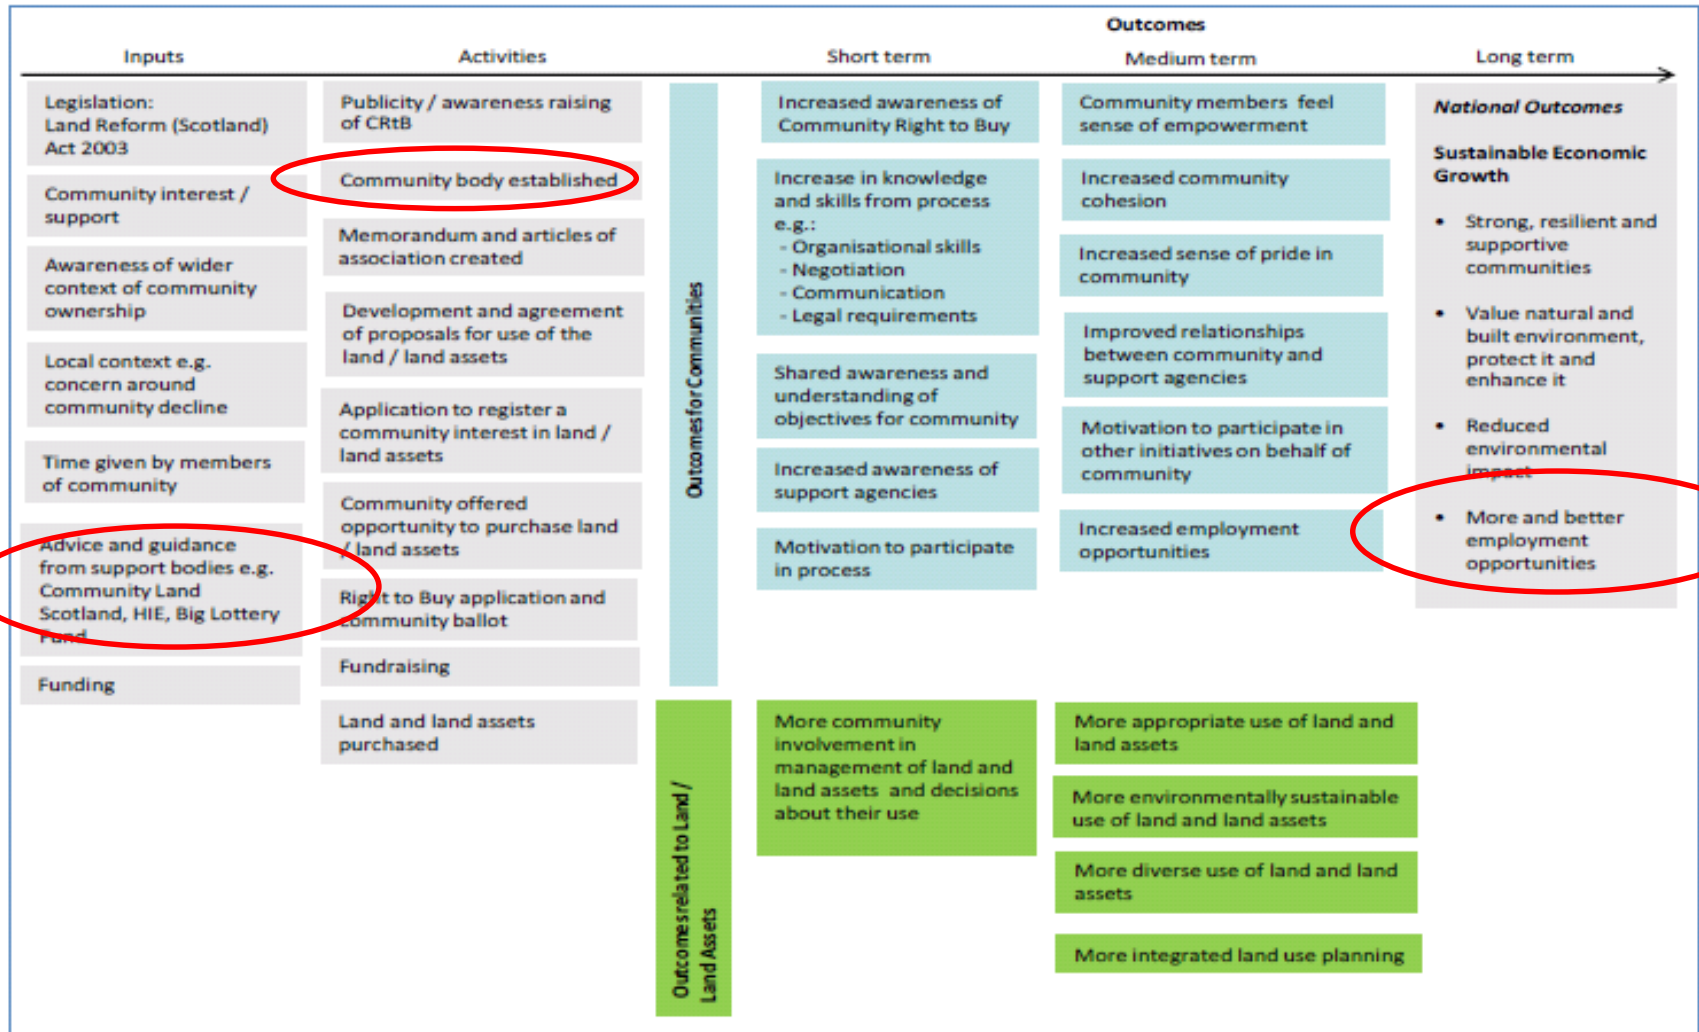 Outcomes
Inputs
Activities
Short term
Medium term
Long term
Legislation:
Land Reform (Scotland)
Act 2003
Community interest /
support
Awareness of wider
context of community
ownership
Local context e.g.
concern around
community decline
Time given by members
of community
Advice and guidance
from support bodies e.g.
Community Land
Scotland, HIE, Big Lottery
Fund
Funding
Publicity / awareness raising
of CRtB
Community body established
Memorandum and articles of
association created
Development and agreement
of proposals for use of the
land / land assets
Application to register a
community interest in land /
land assets
Community offered
opportunity to purchase land
/ land assets
Right to Buy application and
community ballot
Fundraising
Land and land assets
purchased
Outcomes for Communities
Increased awareness of
Community Right to Buy
Increase in knowledge
and skills from process
e.g.:
- Organisational skills
- Negotiation
- Communication
- Legal requirements
Shared awareness and
understanding of
objectives for community
Increased awareness of
support agencies
Motivation to participate
in process
Community members feel
sense of empowerment
Increased community
cohesion
Increased sense of pride in
community
Improved relationships
between community and
support agencies
Motivation to participate in
other initiatives on behalf of
community
Increased employment
opportunities
National Outcomes
Sustainable Economic
Growth
• Strong, resilient and
supportive
communities
• Value natural and
built environment,
protect it and
enhance it
• Reduced
environmental
impact
• More and better
employment
opportunities
Outcomes related to Land /
Land Assets
More community
involvement in
management of land and
land assets and decisions
about their use
More appropriate use of land and
land assets
More environmentally sustainable
use of land and land assets
More diverse use of land and land
assets
More integrated land use planning